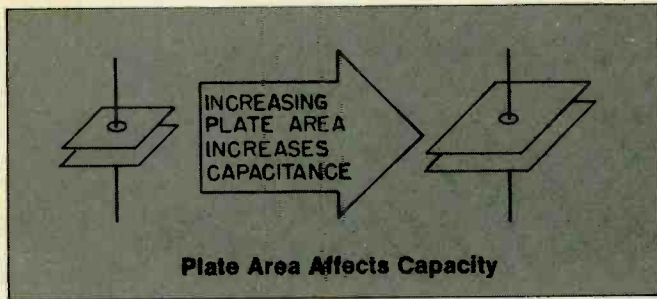 INCREASING
PLATE AREA
INCREASES
CAPACITANCE
Plate Area Affects Capacity